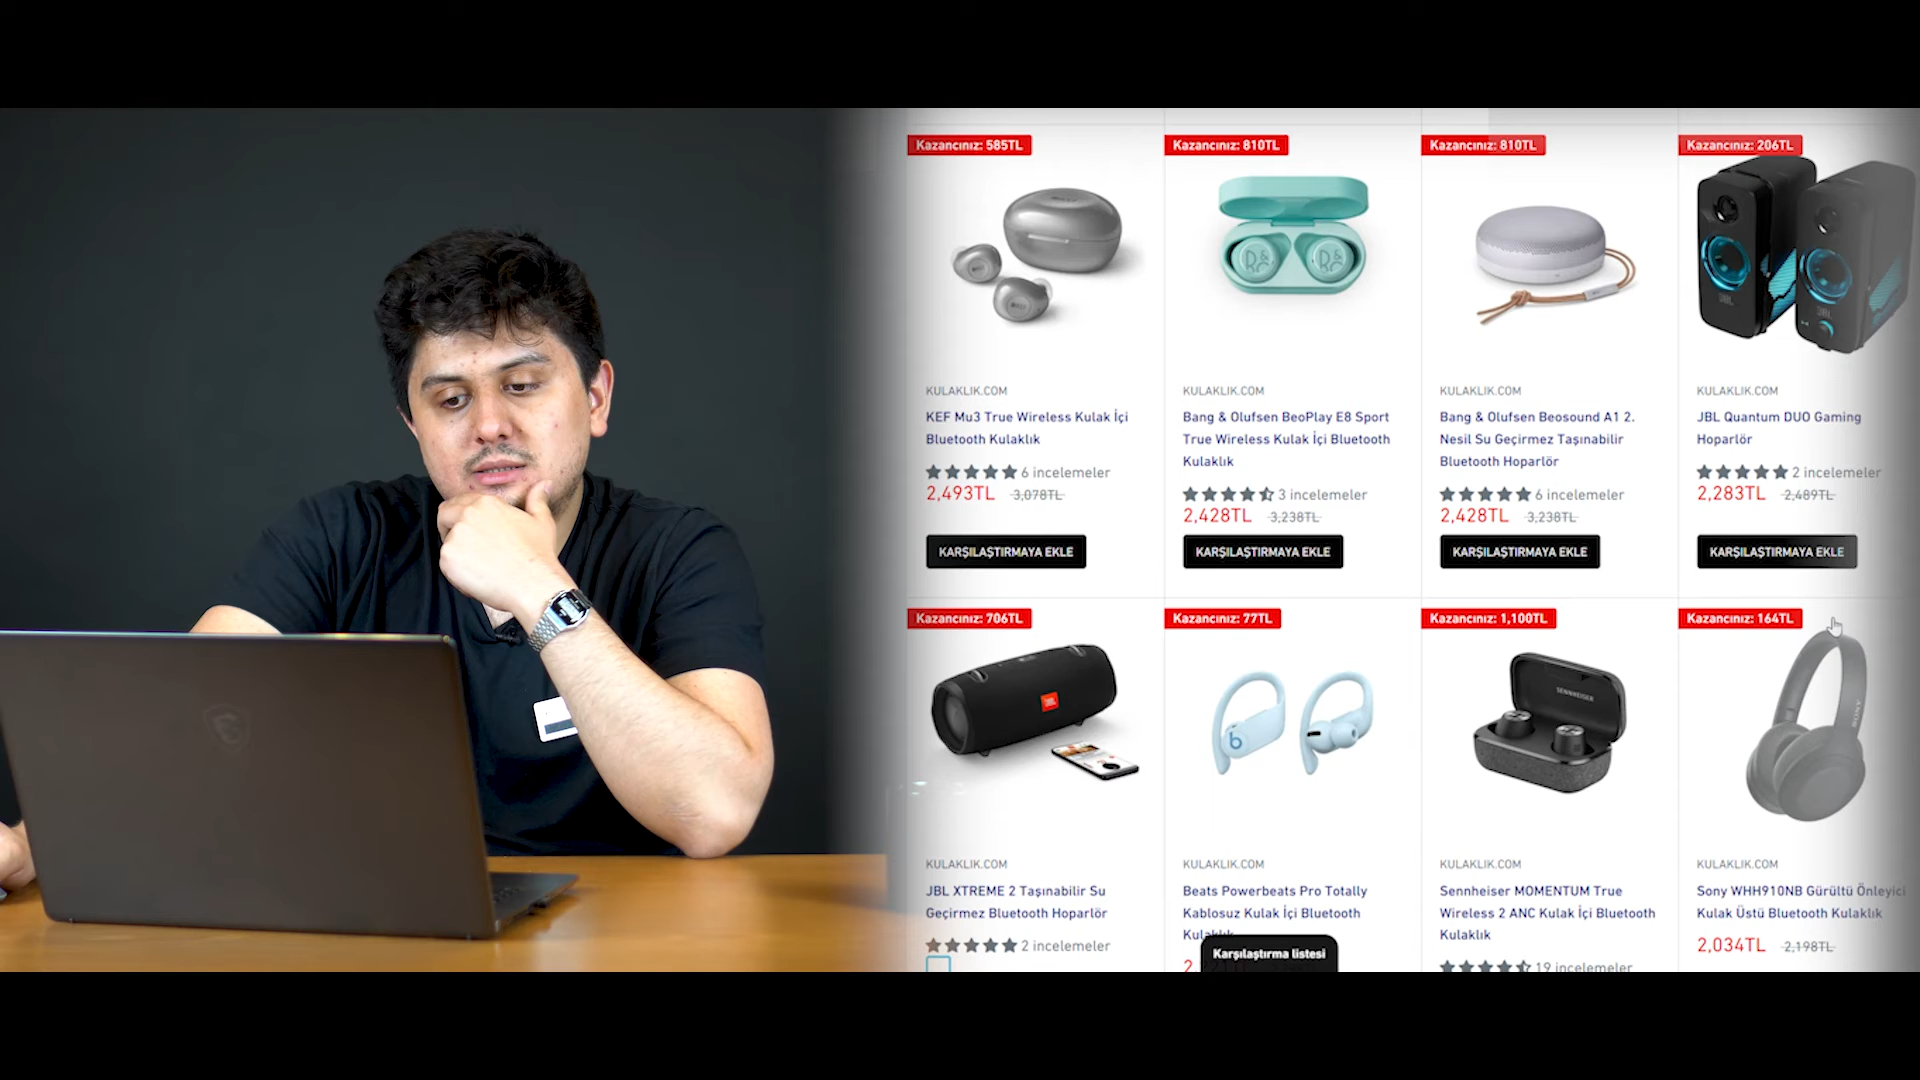 Kazancınız: 585TL
KULAKLIK.COM
KEF Mu3 True Wireless Kulak İçi
Bluetooth Kulaklık
6 incelemeler
2,493TL 3,078TL
KARŞILAŞTIRMAYA EKLE
Kazancınız: 810TL
B&O
B&O
KULAKLIK.COM
Bang & Olufsen BeoPlay E8 Sport
True Wireless Kulak İçi Bluetooth
Kulaklık
3 incelemeler
2,428TL 3,238TL
KARŞILAŞTIRMAYA EKLE
Kazancınız: 810TL
KULAKLIK.COM
Bang & Olufsen Beosound A1 2.
Nesil Su Geçirmez Taşınabilir
Bluetooth Hoparlör
6 incelemeler
2,428TL 3,238TL
KARŞILAŞTIRMAYA EKLE
Kazancınız: 206TL
JBL
JBL
KULAKLIK.COM
JBL Quantum DUO Gaming
Hoparlör
2 incelemeler
2,283TL 2,489TL
KARŞILAŞTIRMAYA EKLE
Kazancınız: 706TL
JBL
KULAKLIK.COM
JBL XTREME 2 Taşınabilir Su
Geçirmez Bluetooth Hoparlör
2 incelemeler
Kazancınız: 77TL
b
KULAKLIK.COM
Beats Powerbeats Pro Totally
Kablosuz Kulak İçi Bluetooth
Karşılaştırma listesi
Kazancınız: 1,100TL
SENNHEISER
KULAKLIK.COM
Sennheiser MOMENTUM True
Wireless 2 ANC Kulak İçi Bluetooth
Kulaklık
19 incelemeler
Kazancınız: 164TL
SONY
KULAKLIK.COM
Sony WHH910NB Gürültü Önleyici
Kulak Üstü Bluetooth Kulaklık
2,034TL 2,198TL